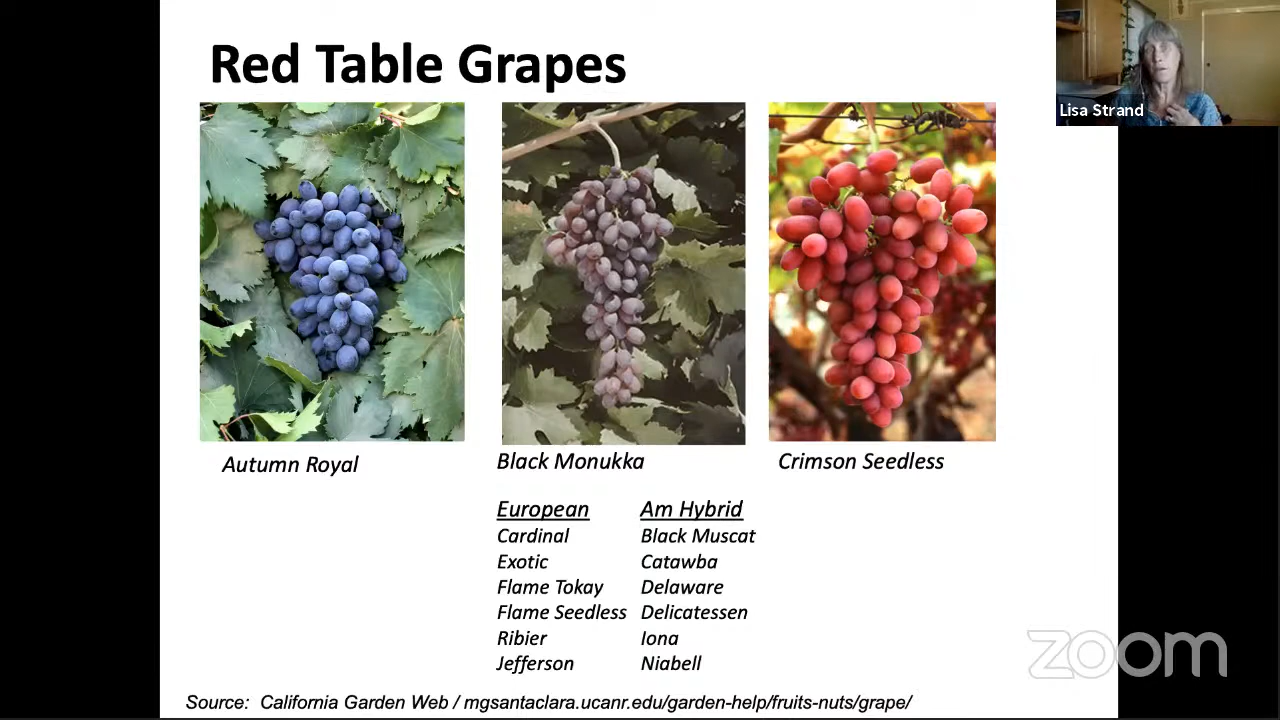 Red Table Grapes
Lisa Strand
Autumn Royal
Black Monukka
Crimson Seedless
European Am Hybrid
Cardinal Black Muscat
Exotic Catawba
Flame Tokay Delaware
Flame Seedless Delicatessen
Ribier Iona
Jefferson Niabell
zoom
Source: California Garden Web / mgsantaclara.ucanr.edu/garden-help/fruits-nuts/grape/